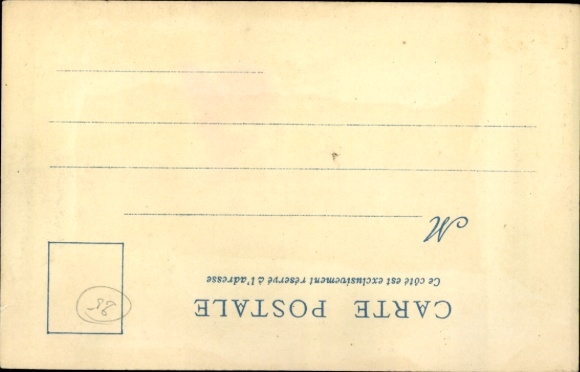 CARTE POSTALE
Ce côté est exclusivement réservé à l'adresse
M